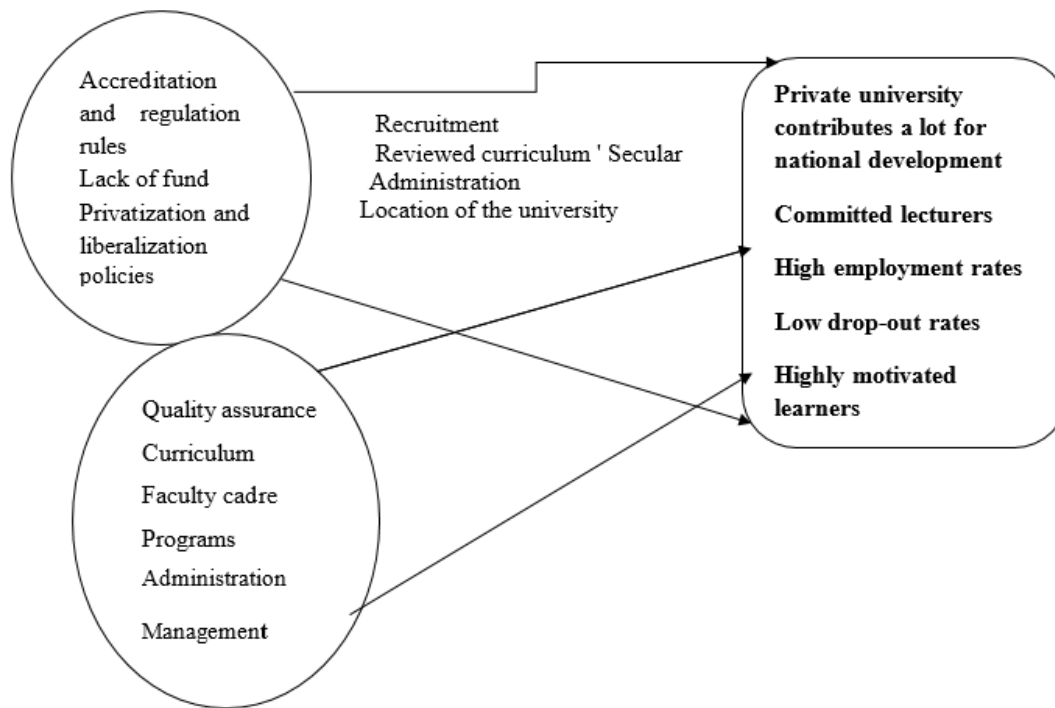 Accreditation
and regulation
rules
Lack of fund
Privatization and
liberalization
policies
Recruitment
Reviewed curriculum ' Secular
Administration
Location of the university
Private university
contributes a lot for
national development
Committed lecturers
High employment rates
Low drop-out rates
Highly motivated
learners
Quality assurance
Curriculum
Faculty cadre
Programs
Administration
Management